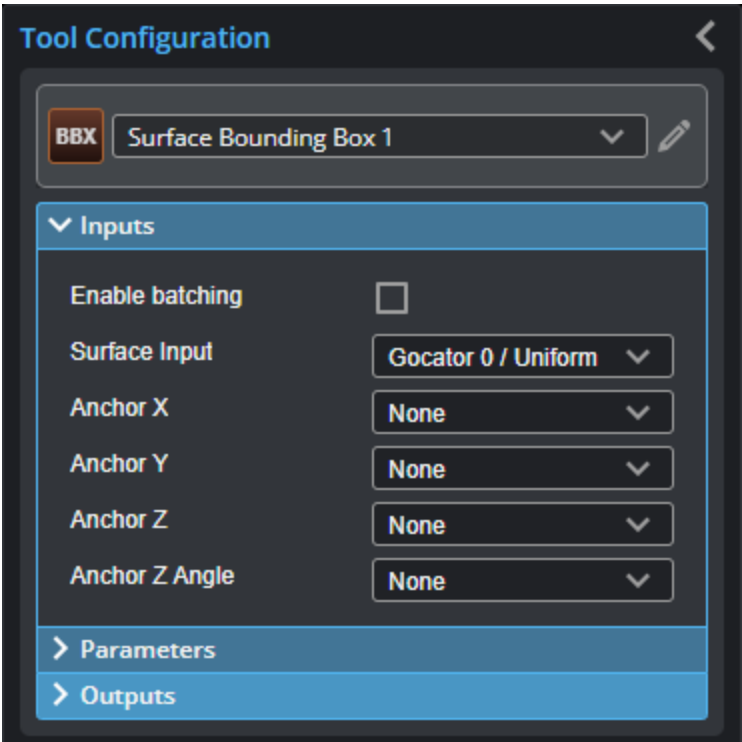 Tool Configuration
BBX Surface Bounding Box 1
Inputs
Enable batching
Surface Input Gocator 0 / Uniform
Anchor X None
Anchor Y None
Anchor Z None
Anchor Z Angle None
Parameters
Outputs